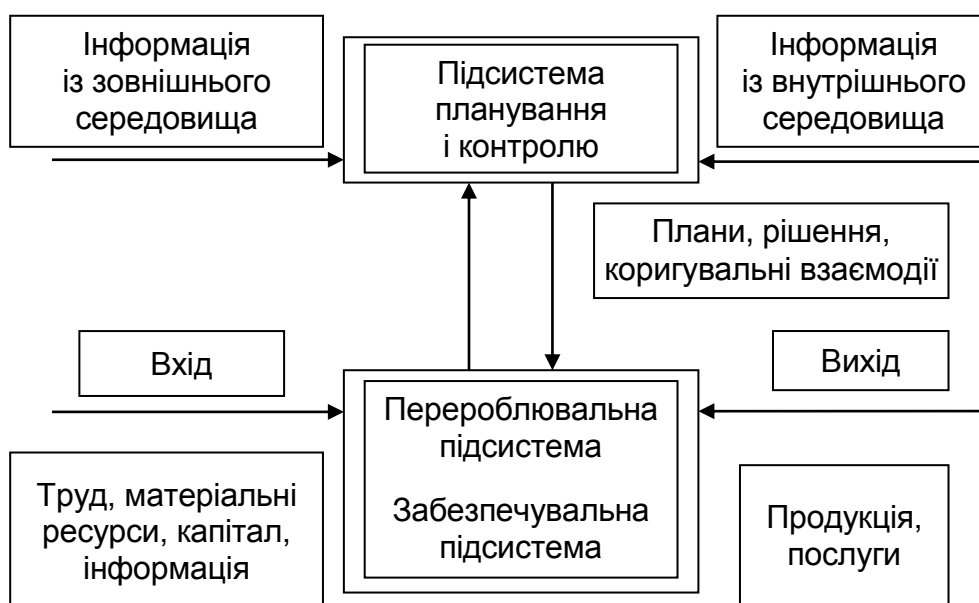 Інформація
із зовнішнього
середовища
Підсистема
планування
і контролю
Інформація
із внутрішнього
середовища
Плани, рішення,
коригувальні взаємодії
Вхід
Вихід
Перероблювальна
підсистема
Забезпечувальна
підсистема
Труд, матеріальні
ресурси, капітал,
інформація
Продукція,
послуги